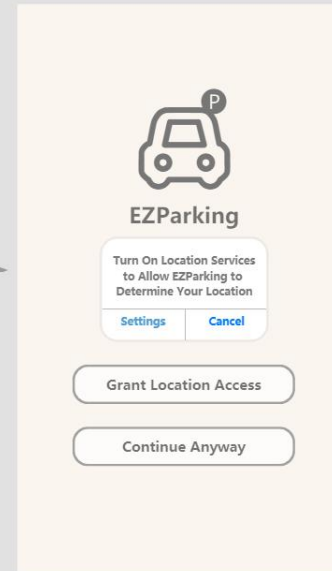 P
EZParking
Turn On Location Services
to Allow EZParking to
Determine Your Location
Settings Cancel
Grant Location Access
Continue Anyway